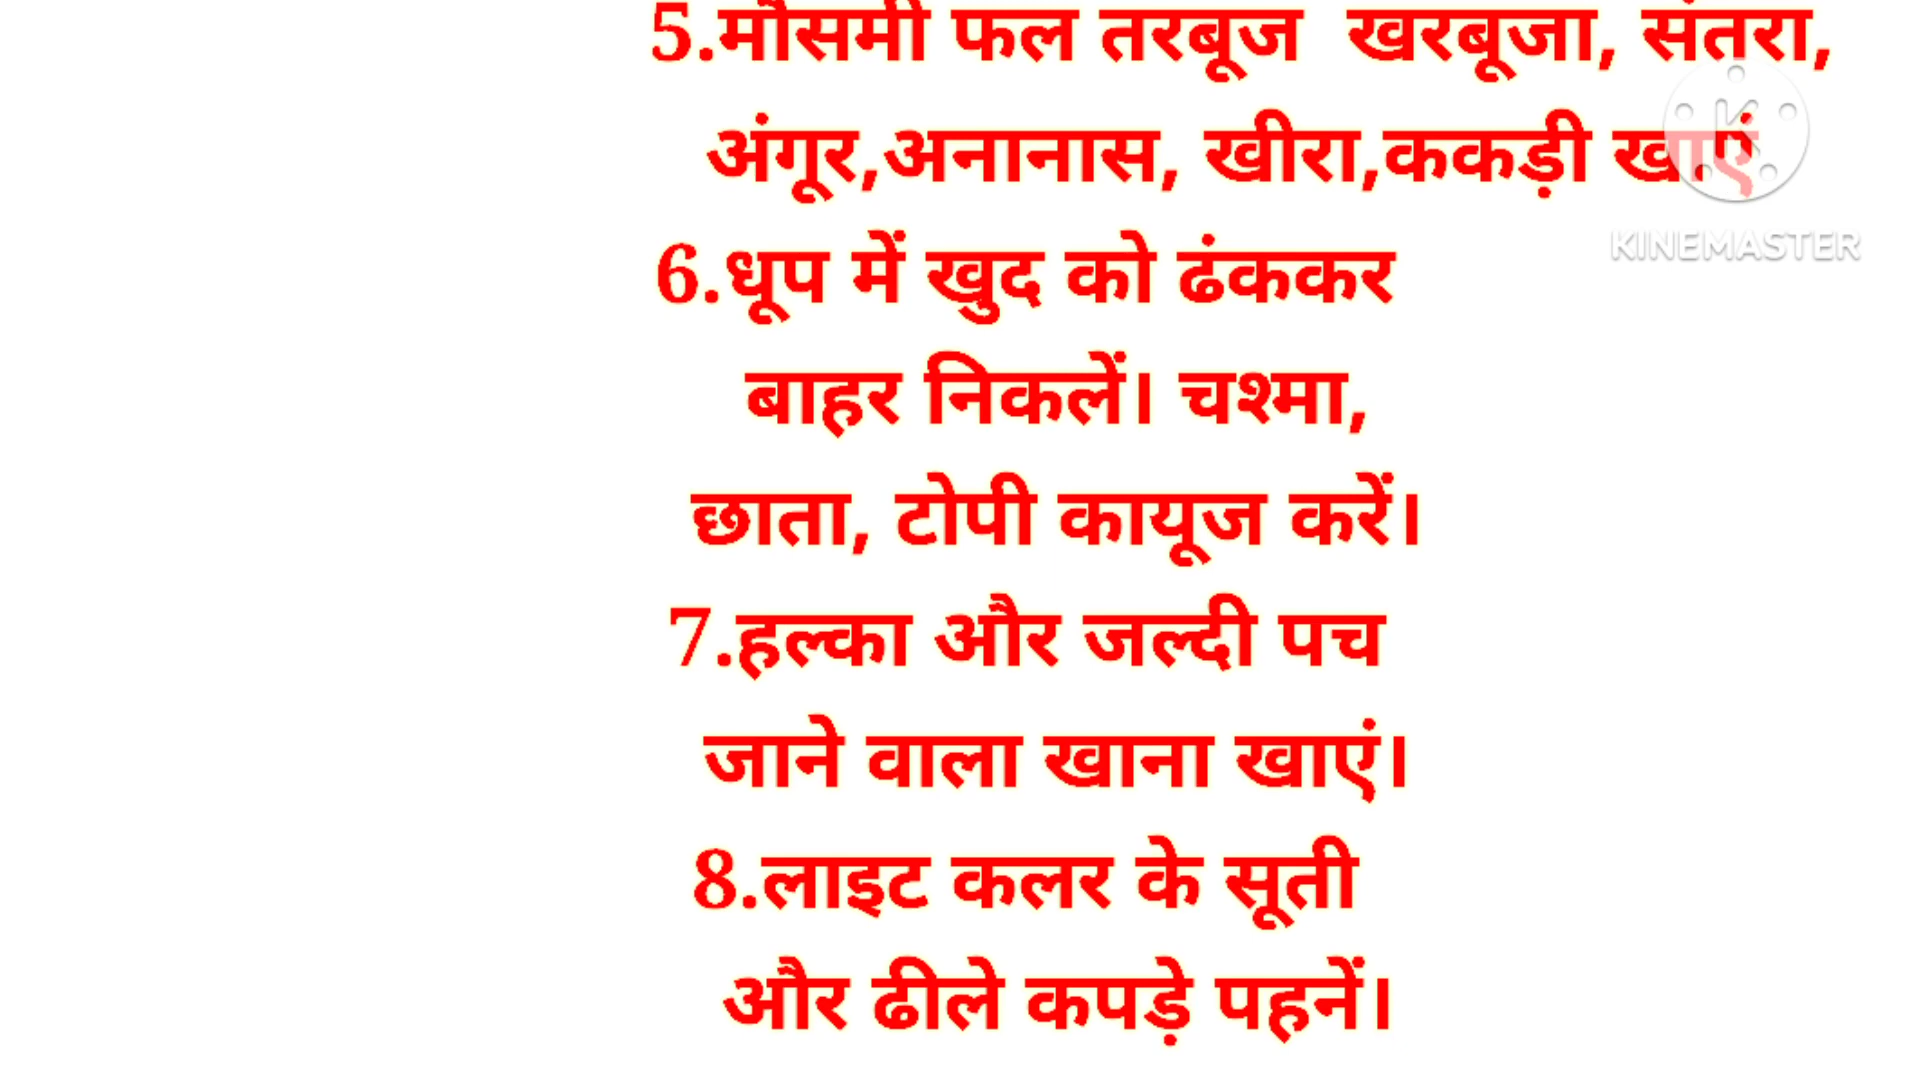 5.मौसमी फल तरबूज  खरबूजा, संतरा,
अंगूर,अनानास, खीरा,ककड़ी खाएं
KINEMASTER
6.धूप में खुद को ढंककर
बाहर निकलें। चश्मा,
छाता, टोपी कायूज करें।
7.हल्का और जल्दी पच
जाने वाला खाना खाएं।
8.लाइट कलर के सूती
और ढीले कपड़े पहनें।